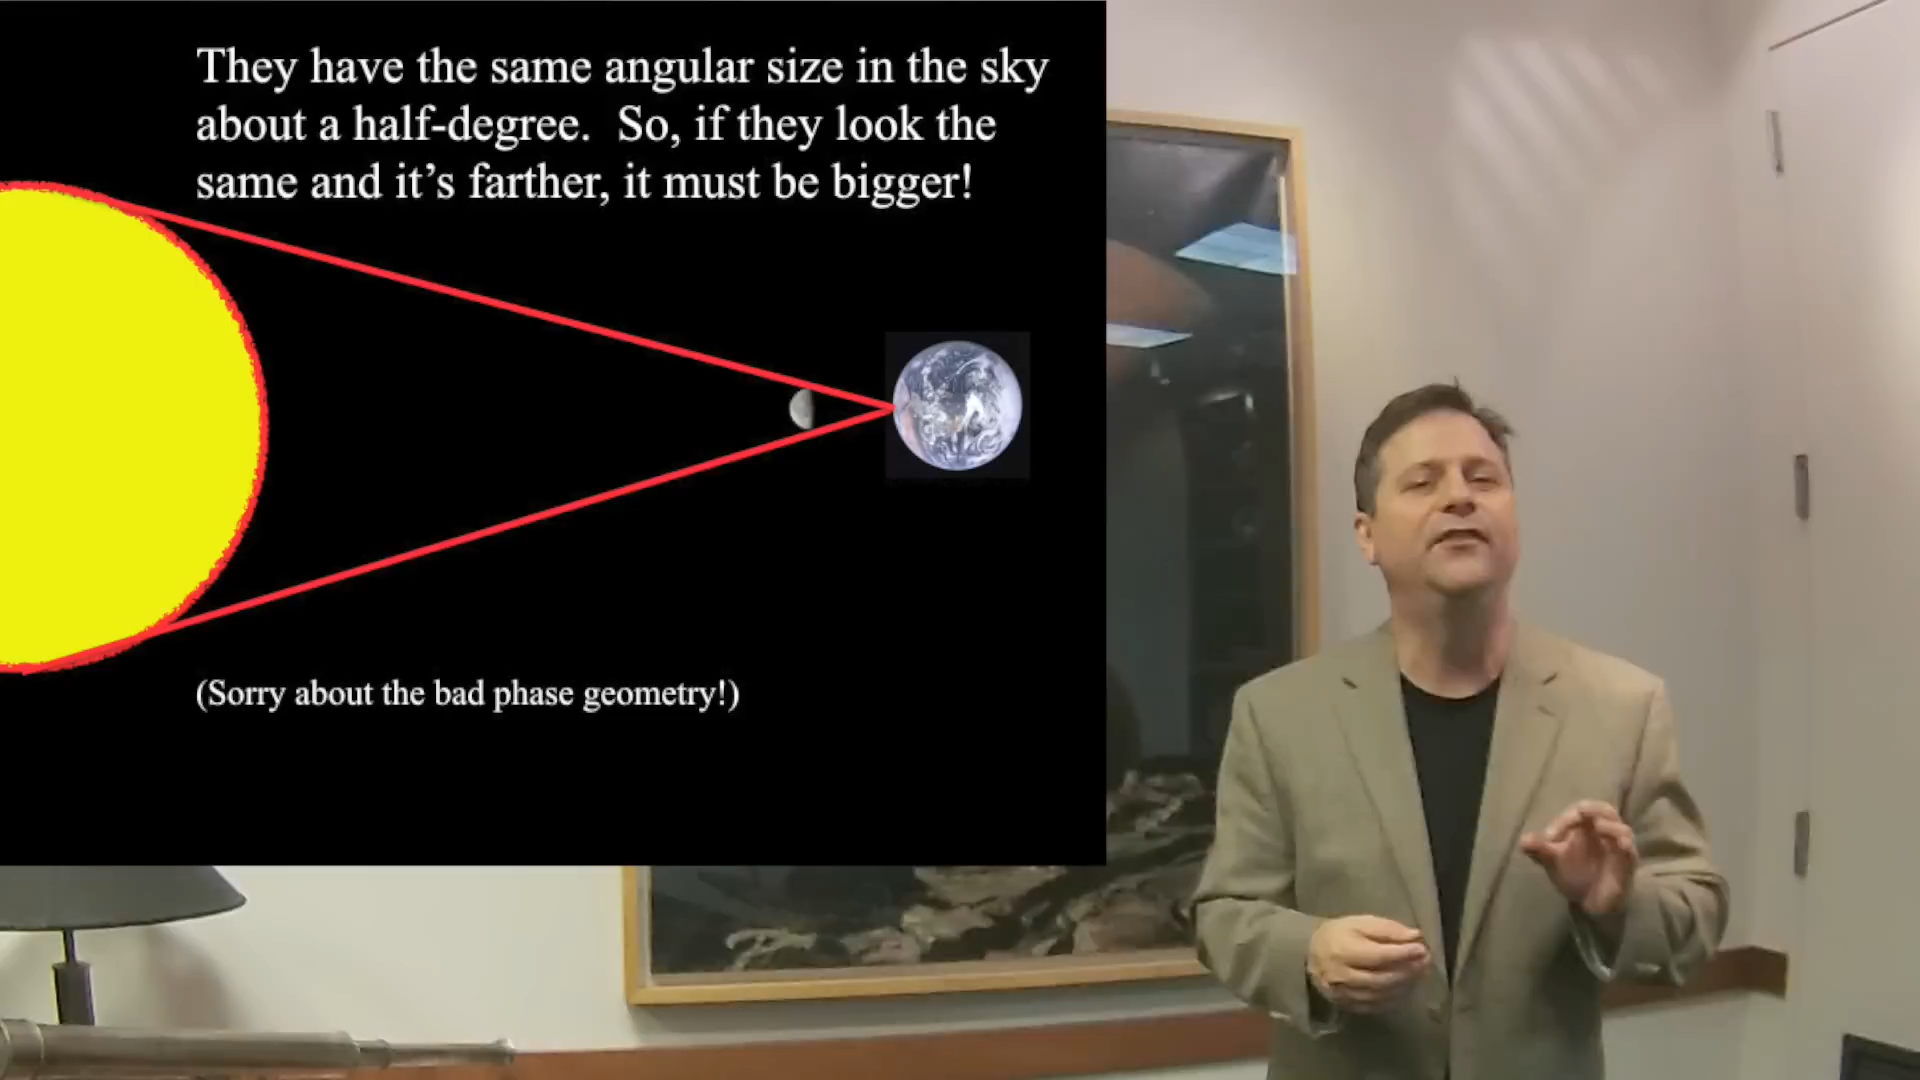 They have the same angular size in the sky
about a half-degree.  So, if they look the
same and it’s farther, it must be bigger!
(Sorry about the bad phase geometry!)